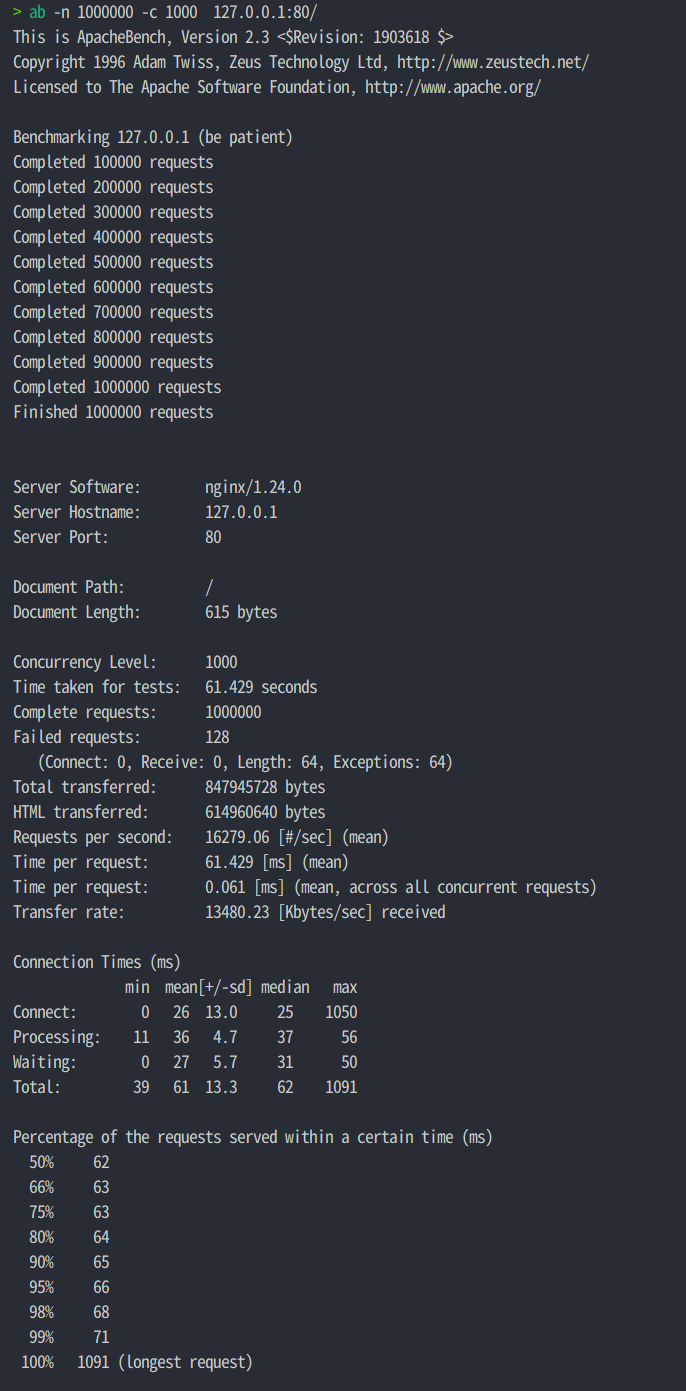 > ab -n 1000000 -c 1000  127.0.0.1:80/
This is ApacheBench, Version 2.3 <$Revision: 1903618 $>
Copyright 1996 Adam Twiss, Zeus Technology Ltd, http://www.zeustech.net/
Licensed to The Apache Software Foundation, http://www.apache.org/

Benchmarking 127.0.0.1 (be patient)
Completed 100000 requests
Completed 200000 requests
Completed 300000 requests
Completed 400000 requests
Completed 500000 requests
Completed 600000 requests
Completed 700000 requests
Completed 800000 requests
Completed 900000 requests
Completed 1000000 requests
Finished 1000000 requests


Server Software:        nginx/1.24.0
Server Hostname:        127.0.0.1
Server Port:            80

Document Path:          /
Document Length:        615 bytes

Concurrency Level:      1000
Time taken for tests:   61.429 seconds
Complete requests:      1000000
Failed requests:        128
   (Connect: 0, Receive: 0, Length: 64, Exceptions: 64)
Total transferred:      847945728 bytes
HTML transferred:       614960640 bytes
Requests per second:    16279.06 [#/sec] (mean)
Time per request:       61.429 [ms] (mean)
Time per request:       0.061 [ms] (mean, across all concurrent requests)
Transfer rate:          13480.23 [Kbytes/sec] received

Connection Times (ms)
              min  mean[+/-sd] median   max
Connect:        0   26  13.0     25    1050
Processing:    11   36   4.7     37      56
Waiting:        0   27   5.7     31      50
Total:         39   61  13.3     62    1091

Percentage of the requests served within a certain time (ms)
  50%     62
  66%     63
  75%     63
  80%     64
  90%     65
  95%     66
  98%     68
  99%     71
 100%   1091 (longest request)